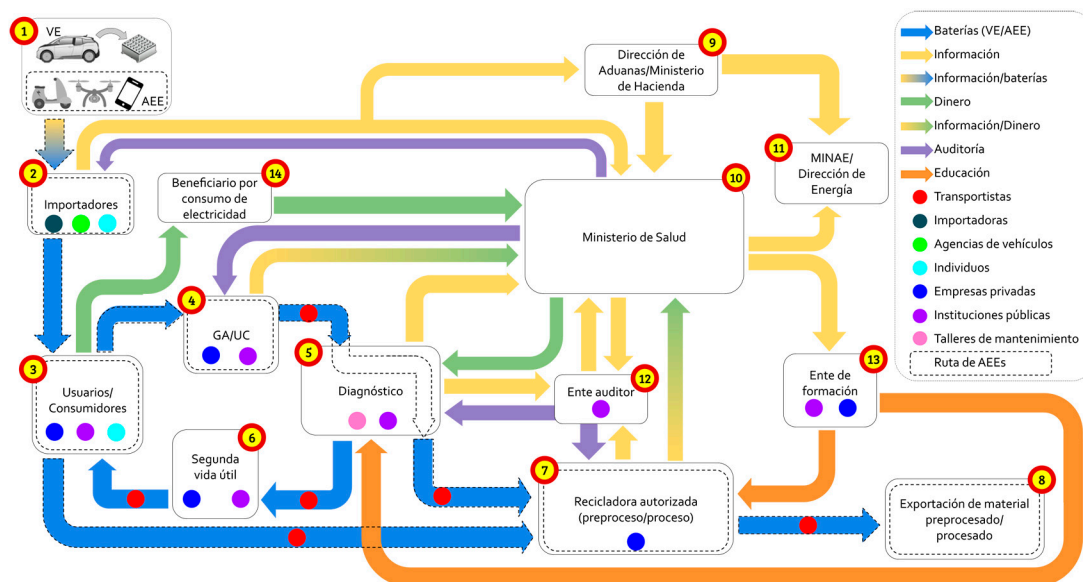 1
VE
AEE
2
Importadores
3
Usuarios/
Consumidores
14
Beneficiario por
consumo de
electricidad
4
GA/UC
5
Diagnóstico
6
Segunda
vida útil
9
Dirección de
Aduanas/Ministerio
de Hacienda
10
Ministerio de Salud
11
MINAE/
Dirección de
Energía
12
Ente auditor
13
Ente de
formación
7
Recicladora autorizada
(preproceso/proceso)
8
Exportación de material
preprocesado/
procesado
Baterías (VE/AEE)
Información
Información/baterías
Dinero
Información/Dinero
Auditoría
Educación
Transportistas
Importadoras
Agencias de vehículos
Individuos
Empresas privadas
Instituciones públicas
Talleres de mantenimiento
Ruta de AEEs